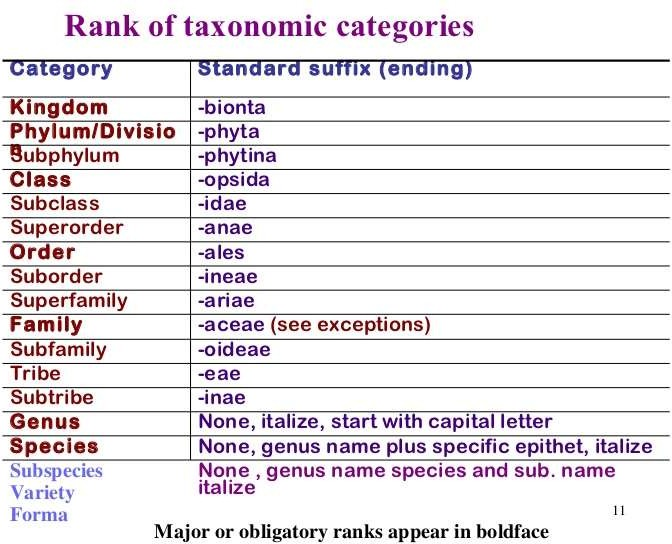 Rank of taxonomic categories
Category Standard suffix (ending)
Kingdom -bionta
Phylum/Divisio -phyta
n
Subphylum -phytina
Class -opsida
Subclass -idae
Superorder -anae
Order -ales
Suborder -ineae
Superfamily -ariae
Family -aceae (see exceptions)
Subfamily -oideae
Tribe -eae
Subtribe -inae
Genus None, italize, start with capital letter
Species None, genus name plus specific epithet, italize
Subspecies None , genus name species and sub. name
Variety italize
Forma
11
Major or obligatory ranks appear in boldface